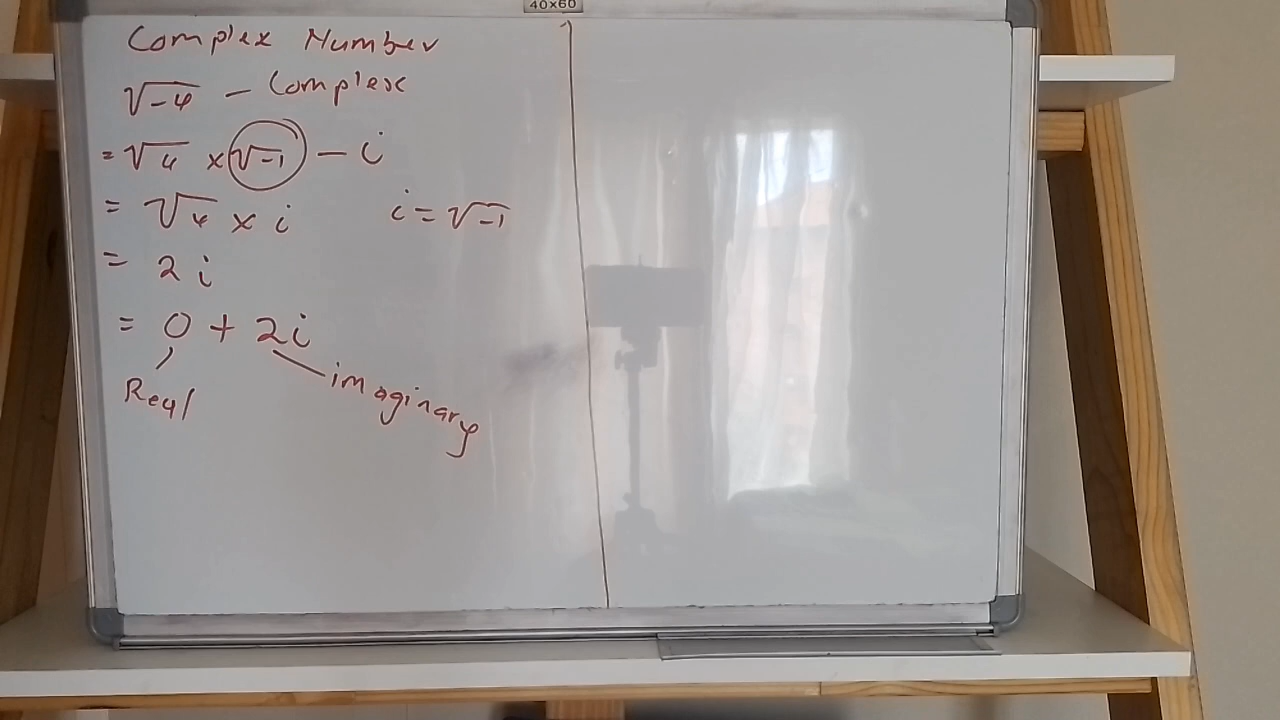 40x60
Complex Number
√-4 - Complex
= √4 × √-1 - i
= √4 × i    i = √-1
= 2i
= 0 + 2i
Real imaginary